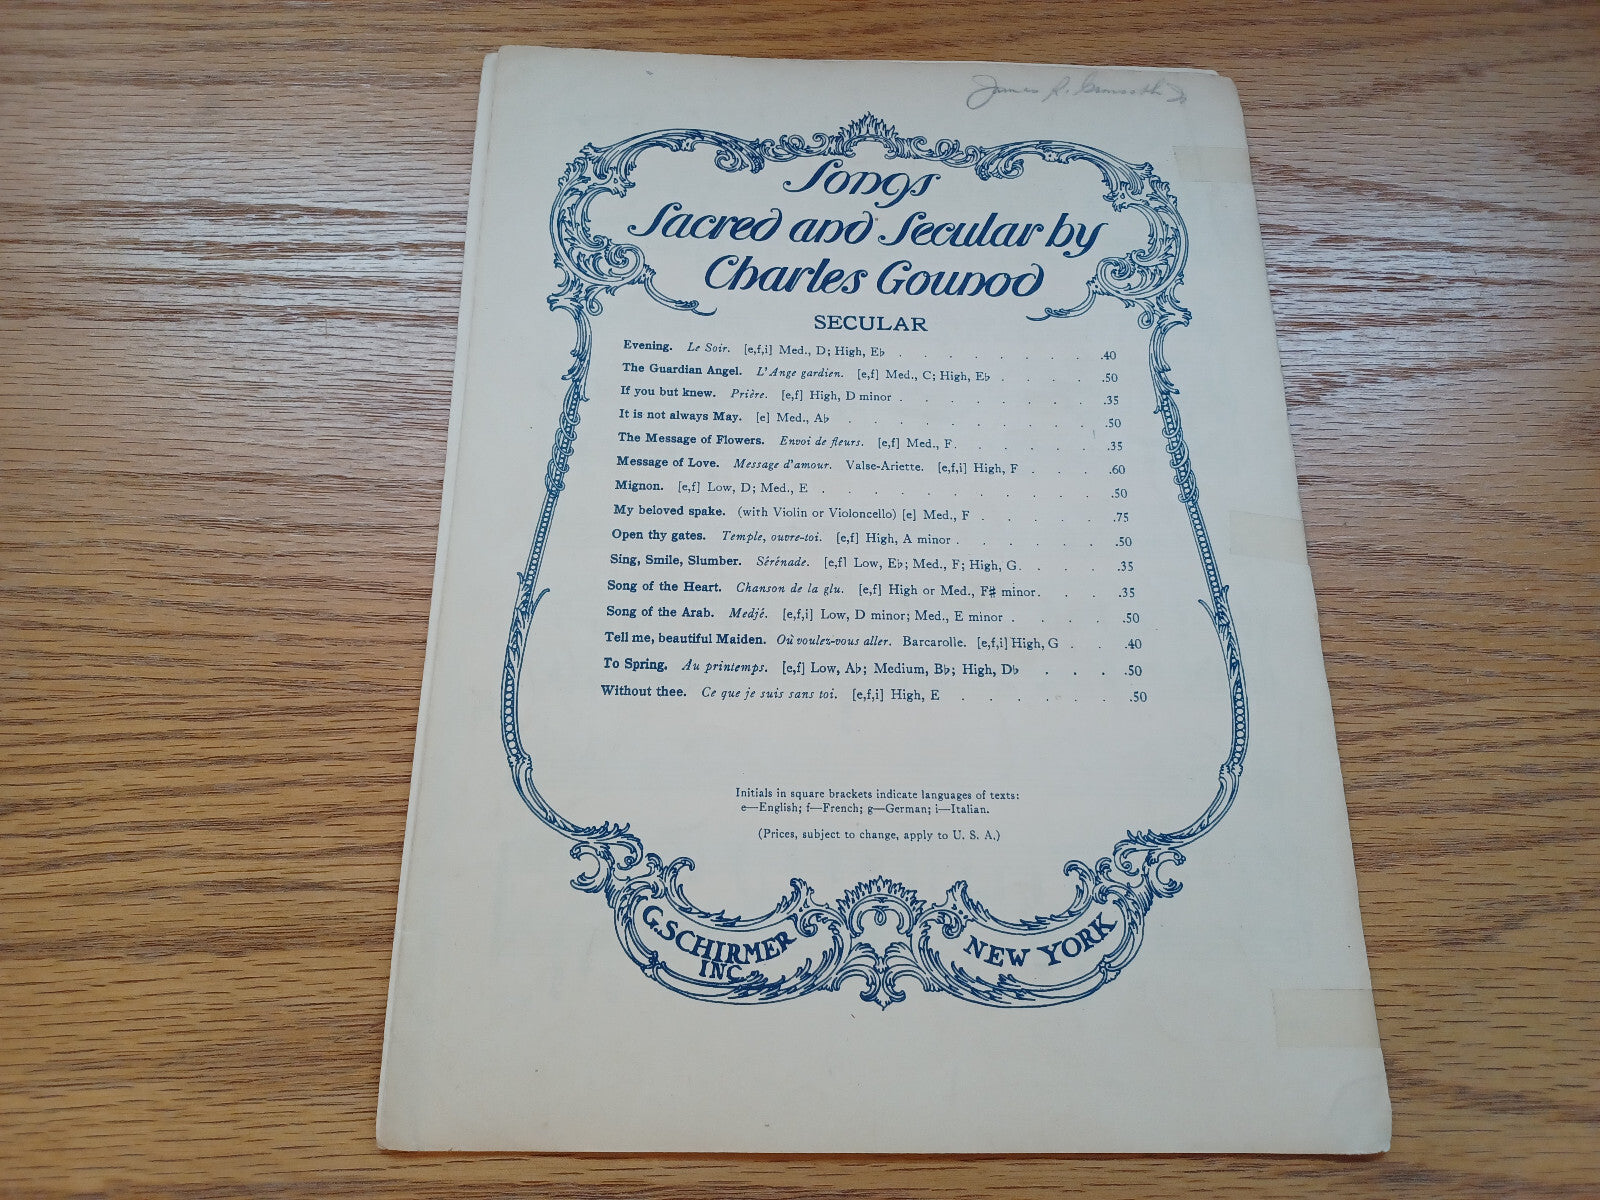 James R.
Songs
Sacred and Secular by
Charles Gounod
SECULAR
Evening. Le Soir. [e,f,i] Med., D; High, E♭ . . . . . . . . .40
The Guardian Angel. L'Ange gardien. [e,f] Med., C; High, E♭ . . . . .50
If you but knew. Prière. [e,f] High, D minor . . . . . . . . .35
It is not always May. [e] Med., A♭ . . . . . . . . . . .50
The Message of Flowers. Envoi de fleurs. [e,f] Med., F. . . . . . .35
Message of Love. Message d'amour. Valse-Ariette. [e,f,i] High, F . . . .60
Mignon. [e,f] Low, D; Med., E . . . . . . . . . . . .50
My beloved spake. (with Violin or Violoncello) [e] Med., F . . . . . .75
Open thy gates. Temple, ouvre-toi. [e,f] High, A minor . . . . . . .50
Sing, Smile, Slumber. Sérénade. [e,f] Low, E♭; Med., F; High, G. . . . .35
Song of the Heart. Chanson de la glu. [e,f] High or Med., F♯ minor. . . .35
Song of the Arab. Medjé. [e,f,i] Low, D minor; Med., E minor . . . . .50
Tell me, beautiful Maiden. Où voulez-vous aller. Barcarolle. [e,f,i] High, G . . .40
To Spring. Au printemps. [e,f] Low, A♭; Medium, B♭; High, D♭ . . . .50
Without thee. Ce que je suis sans toi. [e,f,i] High, E . . . . . . .50
Initials in square brackets indicate languages of texts:
e—English; f—French; g—German; i—Italian.
(Prices, subject to change, apply to U. S. A.)
G. SCHIRMER
INC.
NEW YORK